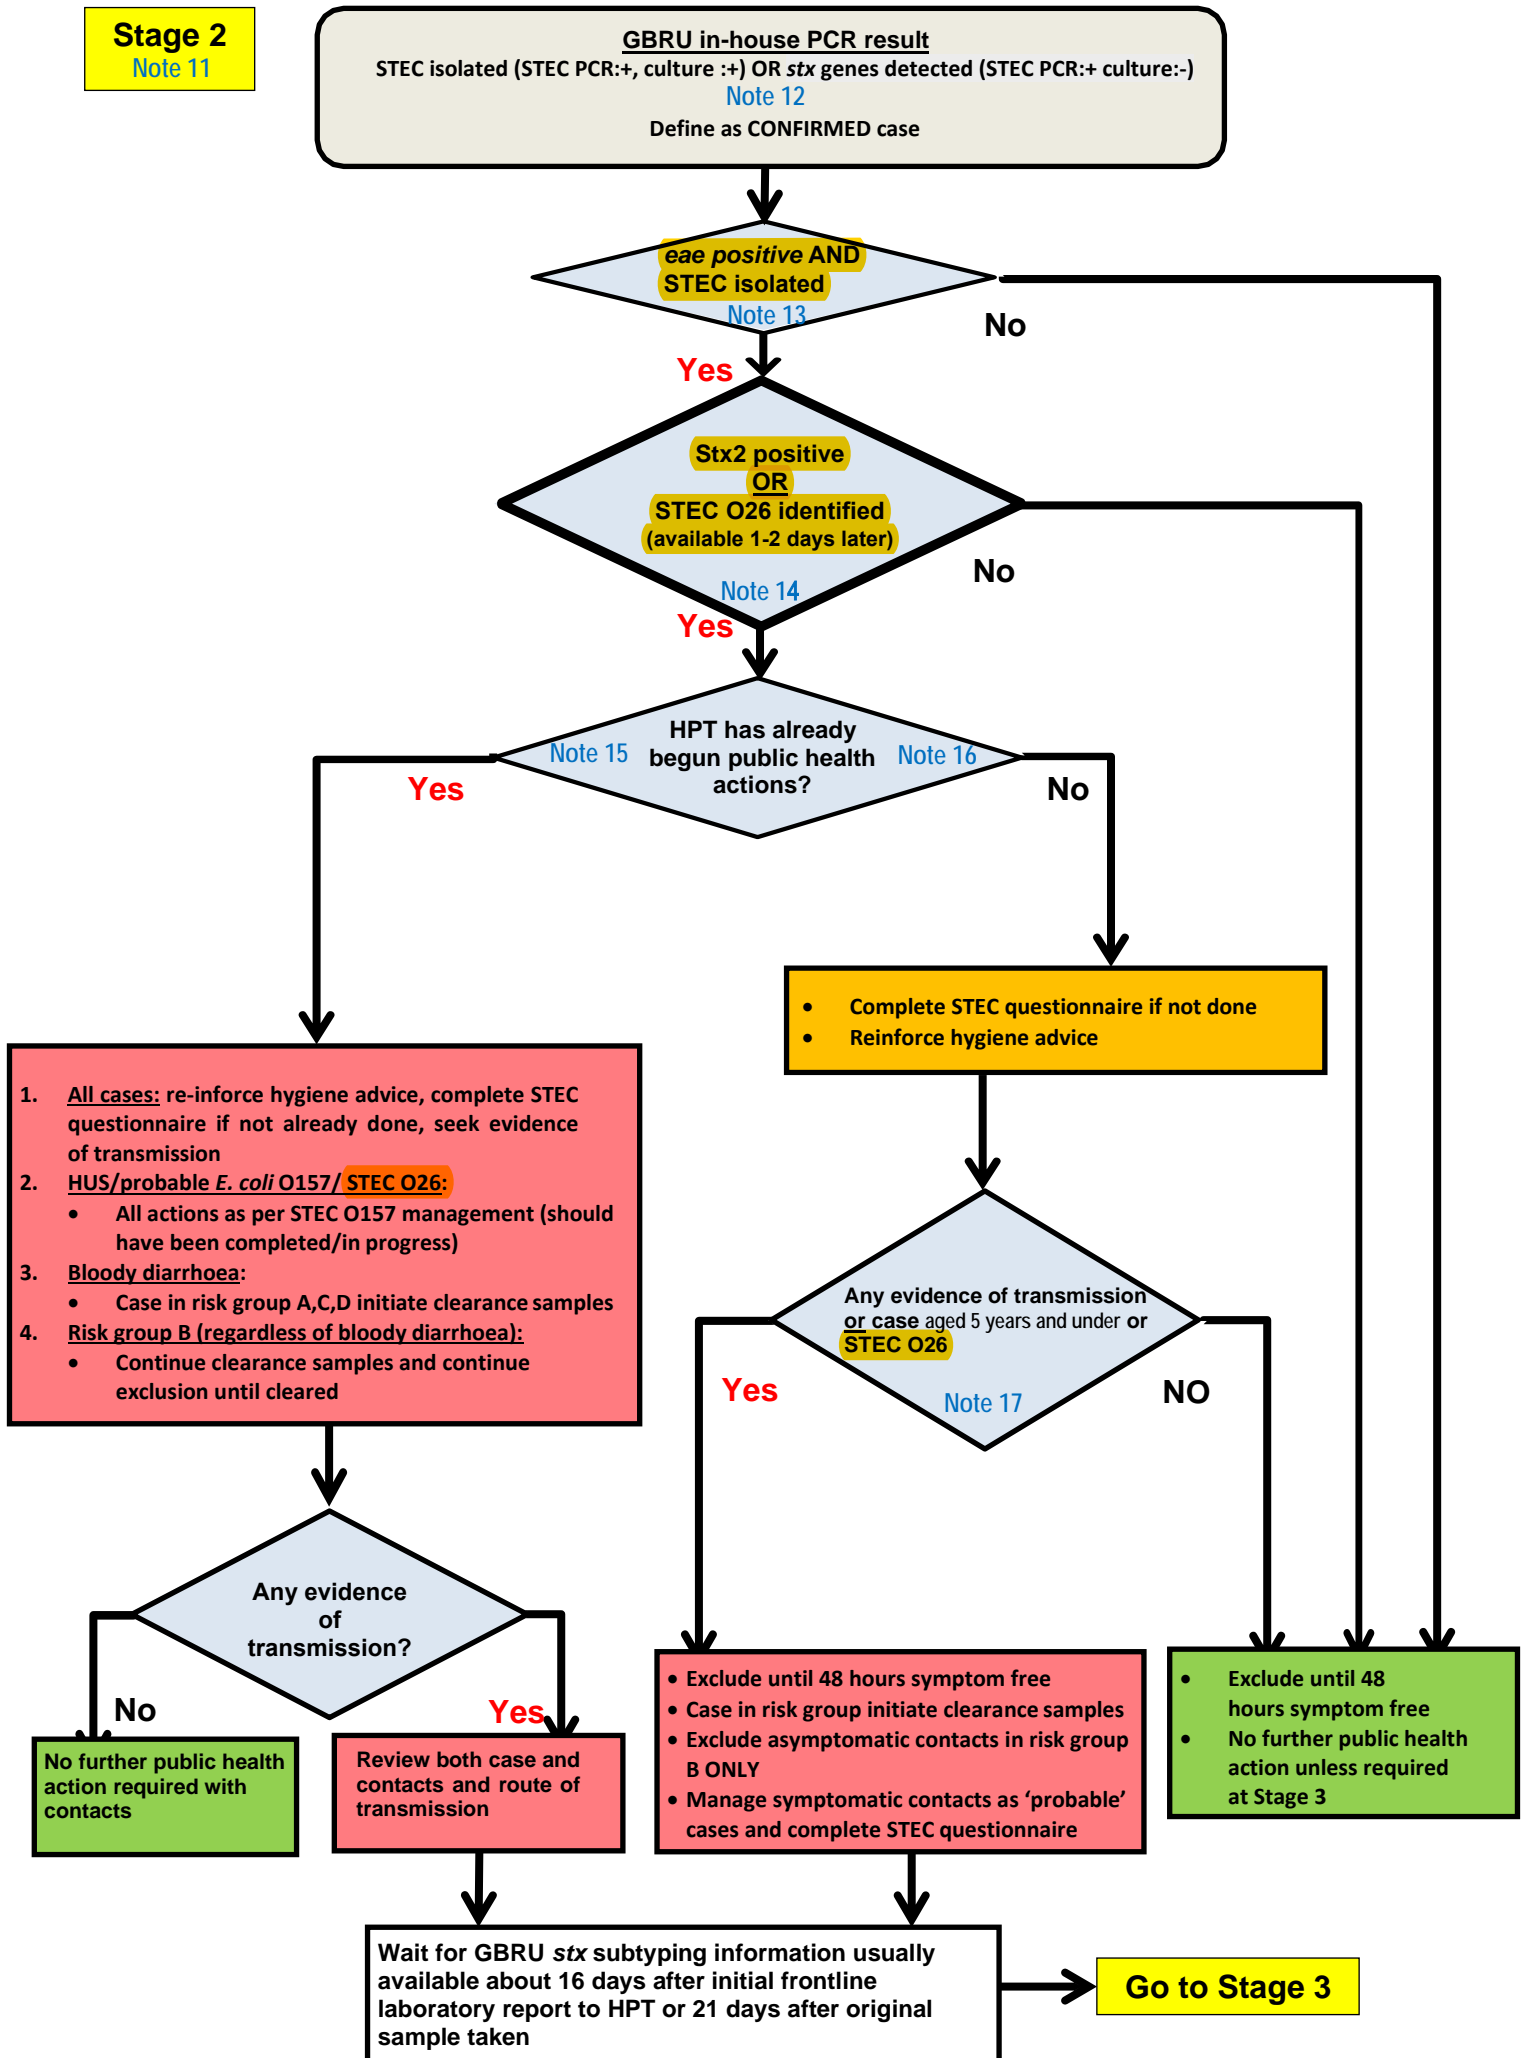 Stage 2
Note 11
GBRU in-house PCR result
STEC isolated (STEC PCR:+, culture :+) OR stx genes detected (STEC PCR:+ culture:-)
Note 12
Define as CONFIRMED case
eae positive AND
STEC isolated
Note 13
No
Yes
Stx2 positive
OR
STEC O26 identified
(available 1-2 days later)
Note 14
No
Yes
HPT has already
begun public health
actions?
Note 15
Note 16
Yes
No
• Complete STEC questionnaire if not done
• Reinforce hygiene advice
1. All cases: re-inforce hygiene advice, complete STEC
questionnaire if not already done, seek evidence
of transmission
2. HUS/probable E. coli O157/ STEC O26:
• All actions as per STEC O157 management (should
have been completed/in progress)
3. Bloody diarrhoea:
• Case in risk group A,C,D initiate clearance samples
4. Risk group B (regardless of bloody diarrhoea):
• Continue clearance samples and continue
exclusion until cleared
Any evidence of transmission
or case aged 5 years and under or
STEC O26
Note 17
Yes
NO
Any evidence
of
transmission?
No
Yes
No further public health
action required with
contacts
Review both case and
contacts and route of
transmission
• Exclude until 48 hours symptom free
• Case in risk group initiate clearance samples
• Exclude asymptomatic contacts in risk group
B ONLY
• Manage symptomatic contacts as ‘probable’
cases and complete STEC questionnaire
• Exclude until 48
hours symptom free
• No further public health
action unless required
at Stage 3
Wait for GBRU stx subtyping information usually
available about 16 days after initial frontline
laboratory report to HPT or 21 days after original
sample taken
Go to Stage 3